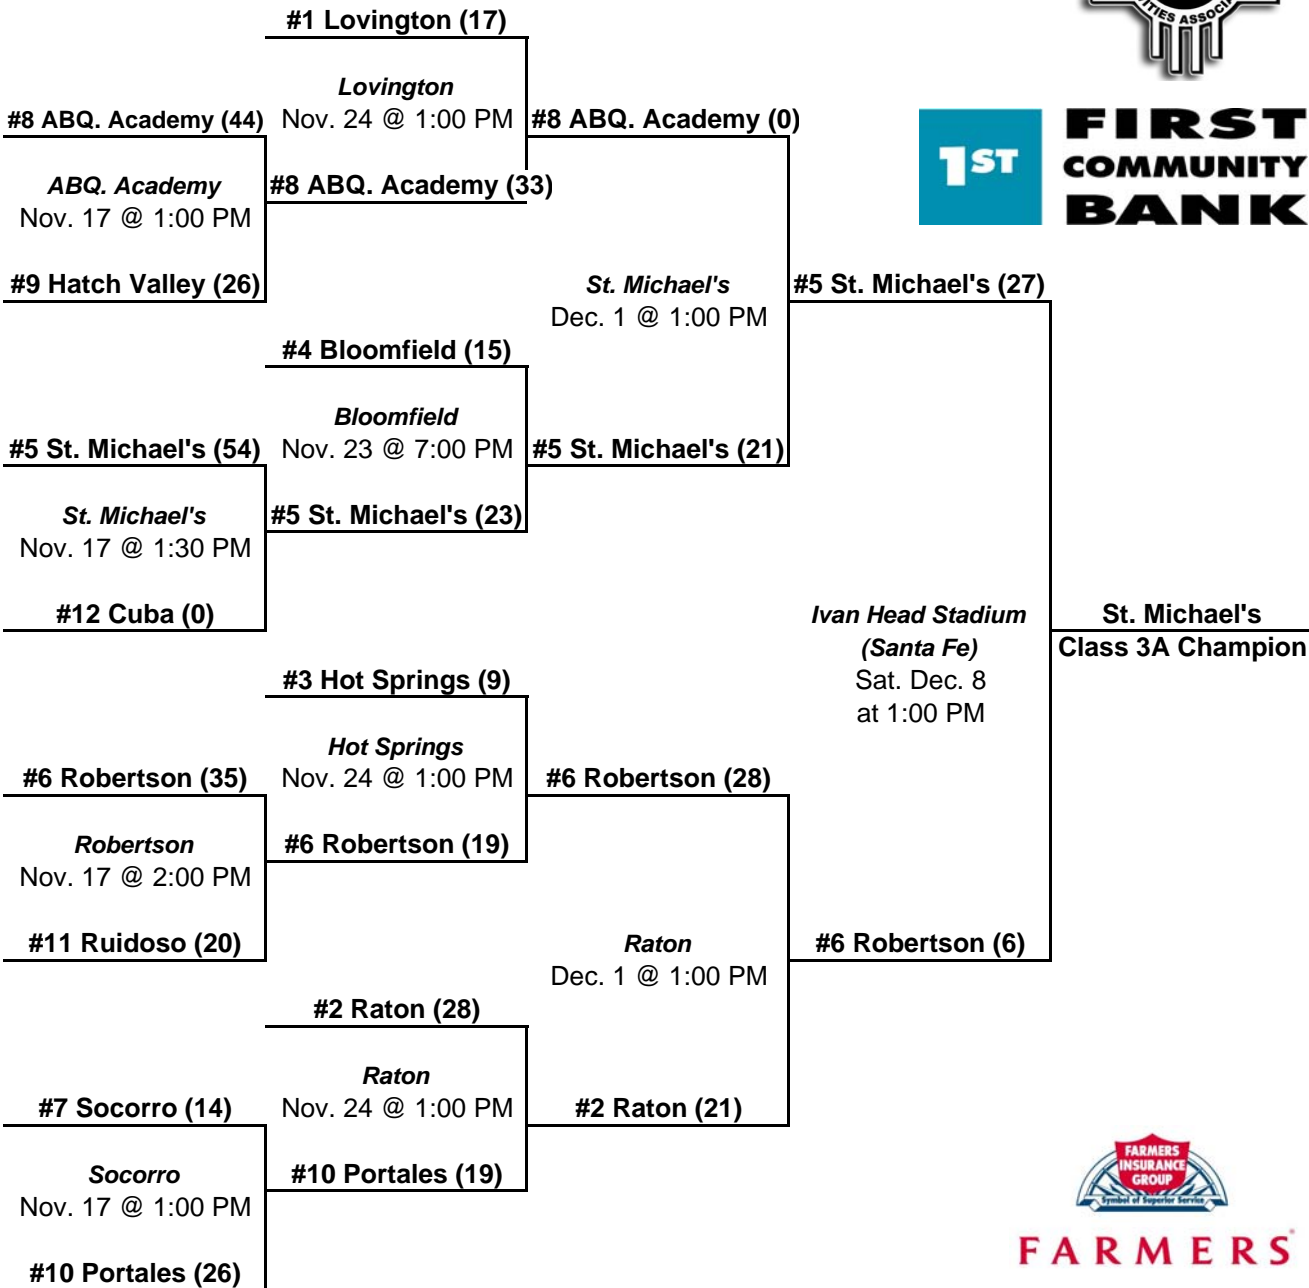 #1 Lovington (17)
Lovington
Nov. 24 @ 1:00 PM
#8 ABQ. Academy (44)
#8 ABQ. Academy (0)
ABQ. Academy
Nov. 17 @ 1:00 PM
#8 ABQ. Academy (33)
#9 Hatch Valley (26)
St. Michael's
Dec. 1 @ 1:00 PM
#5 St. Michael's (27)
#4 Bloomfield (15)
Bloomfield
Nov. 23 @ 7:00 PM
#5 St. Michael's (54)
#5 St. Michael's (21)
St. Michael's
Nov. 17 @ 1:30 PM
#5 St. Michael's (23)
#12 Cuba (0)
Ivan Head Stadium
(Santa Fe)
Sat. Dec. 8
at 1:00 PM
St. Michael's
Class 3A Champion
#3 Hot Springs (9)
Hot Springs
Nov. 24 @ 1:00 PM
#6 Robertson (35)
#6 Robertson (28)
Robertson
Nov. 17 @ 2:00 PM
#6 Robertson (19)
#11 Ruidoso (20)
Raton
Dec. 1 @ 1:00 PM
#6 Robertson (6)
#2 Raton (28)
Raton
Nov. 24 @ 1:00 PM
#7 Socorro (14)
#2 Raton (21)
Socorro
Nov. 17 @ 1:00 PM
#10 Portales (19)
#10 Portales (26)
1ST
FIRST
COMMUNITY
BANK
FARMERS
INSURANCE
GROUP
Symbol of Superior Service
FARMERS